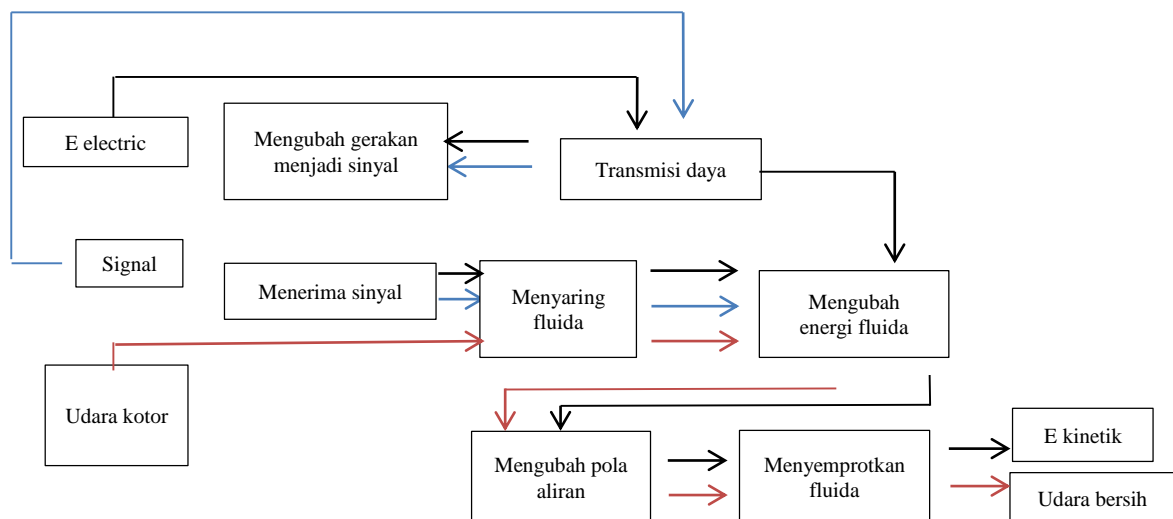 E electric
Mengubah gerakan
menjadi sinyal
Transmisi daya
Signal
Menerima sinyal
Menyaring
fluida
Mengubah
energi fluida
Udara kotor
Mengubah pola
aliran
Menyemprotkan
fluida
E kinetik
Udara bersih